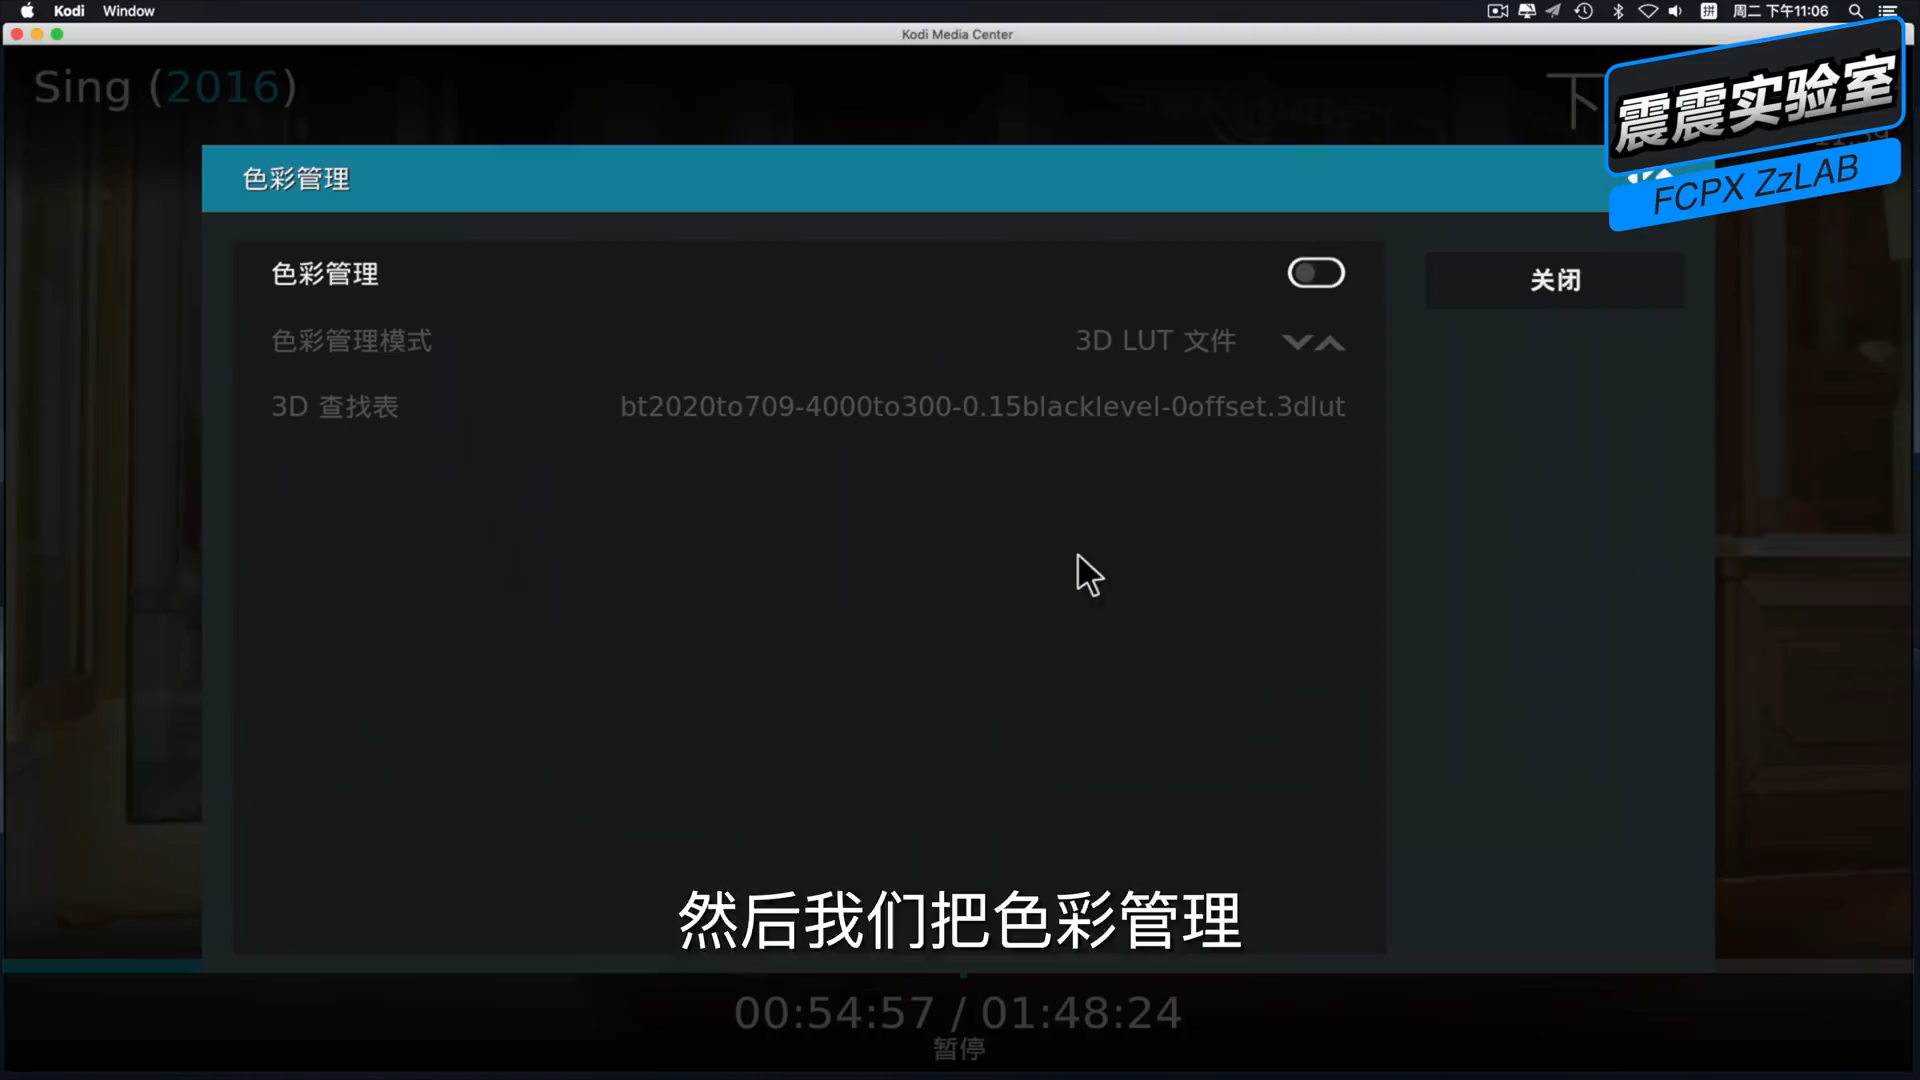 Kodi Window
周二 下午11:06
Kodi Media Center
Sing (2016)
下
震震实验室
FCPX ZzLAB
色彩管理
色彩管理
关闭
色彩管理模式 3D LUT 文件
3D 查找表 bt2020to709-4000to300-0.15blacklevel-0offset.3dlut
然后我们把色彩管理
00:54:57 / 01:48:24
暂停